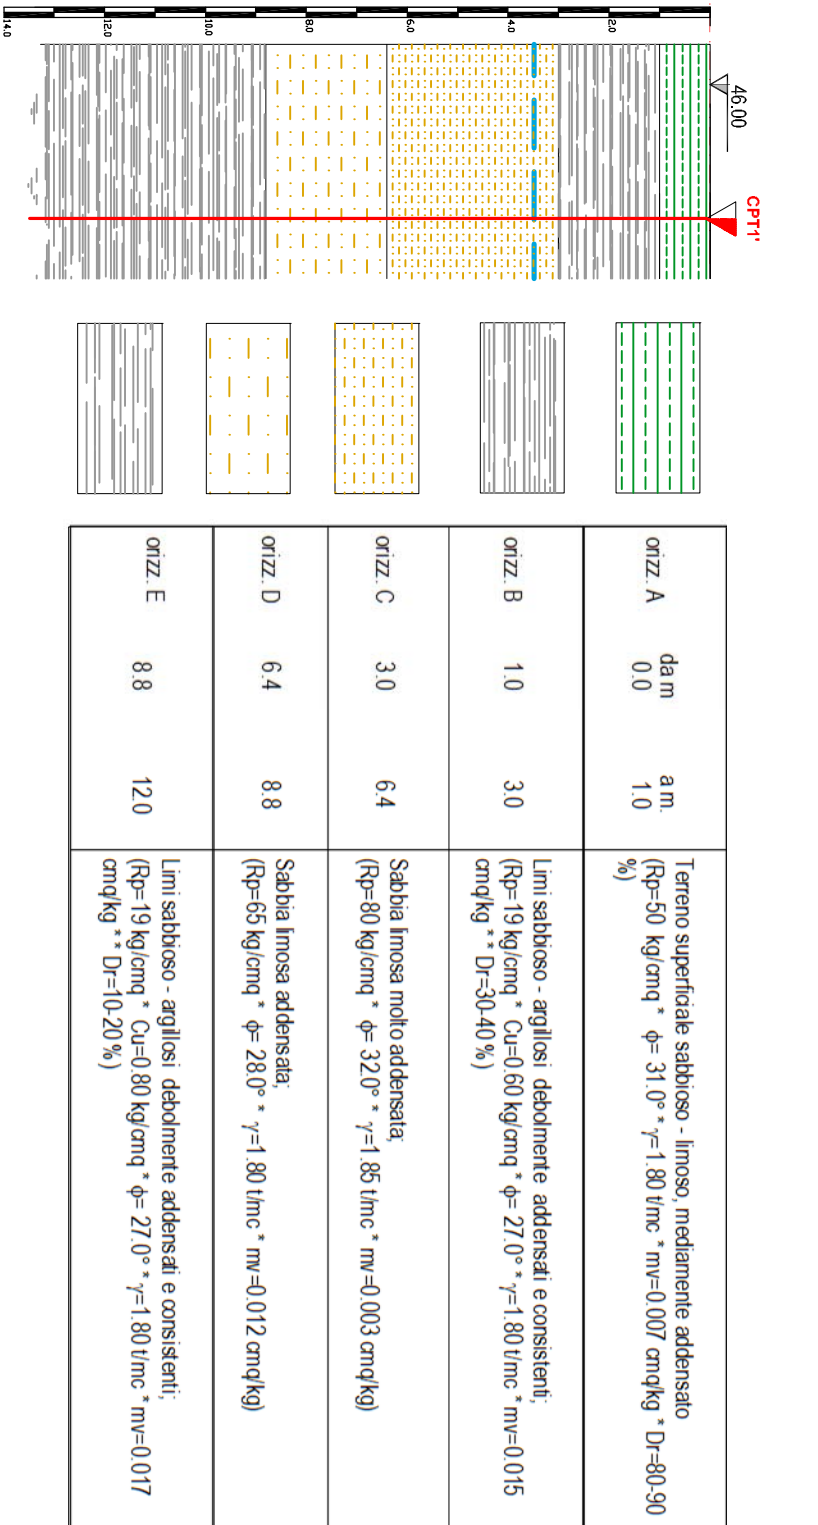 46.00
CPT1'
2.0
4.0
6.0
8.0
10.0
12.0
14.0
da m a m.
orizz. A 0.0 1.0
Terreno superficiale sabbioso - limoso, mediamente addensato
(Rp=50 kg/cmq * ϕ= 31.0° * γ=1.80 t/mc * mv=0.007 cmq/kg * Dr=80-90
%)
orizz. B 1.0 3.0
Limi sabbioso - argillosi debolmente addensati e consistenti;
(Rp=19 kg/cmq * Cu=0.60 kg/cmq * ϕ= 27.0° * γ=1.80 t/mc * mv=0.015
cmq/kg * * Dr=30-40 %)
orizz. C 3.0 6.4
Sabbia limosa molto addensata;
(Rp=80 kg/cmq * ϕ= 32.0° * γ=1.85 t/mc * mv=0.003 cmq/kg)
orizz. D 6.4 8.8
Sabbia limosa addensata;
(Rp=65 kg/cmq * ϕ= 28.0° * γ=1.80 t/mc * mv=0.012 cmq/kg)
orizz. E 8.8 12.0
Limi sabbioso - argillosi debolmente addensati e consistenti;
(Rp=19 kg/cmq * Cu=0.80 kg/cmq * ϕ= 27.0° * γ=1.80 t/mc * mv=0.017
cmq/kg * * Dr=10-20 %)